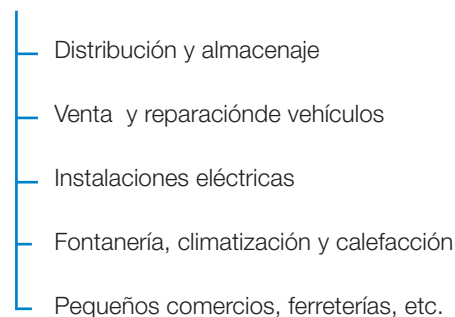 Distribución y almacenaje
Venta  y reparaciónde vehículos
Instalaciones eléctricas
Fontanería, climatización y calefacción
Pequeños comercios, ferreterías, etc.